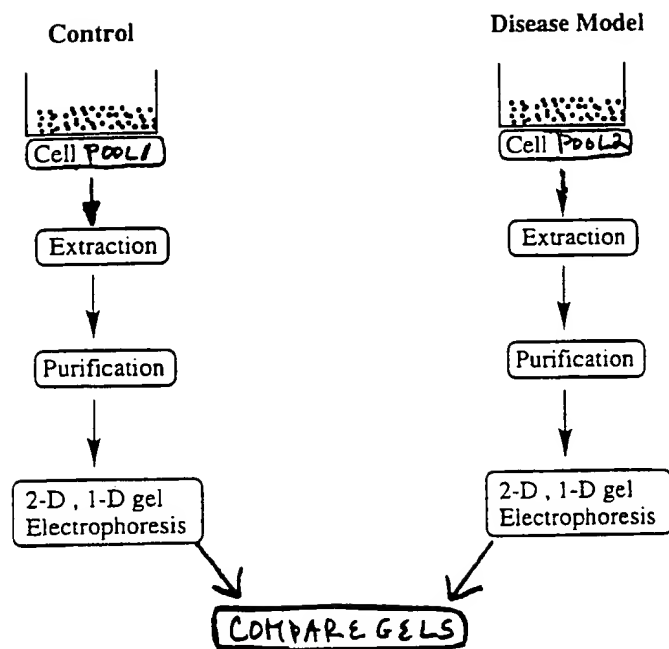 Control
Cell POOL1
Extraction
Purification
2-D , 1-D gel
Electrophoresis
Disease Model
Cell POOL2
Extraction
Purification
2-D , 1-D gel
Electrophoresis
COMPARE GELS